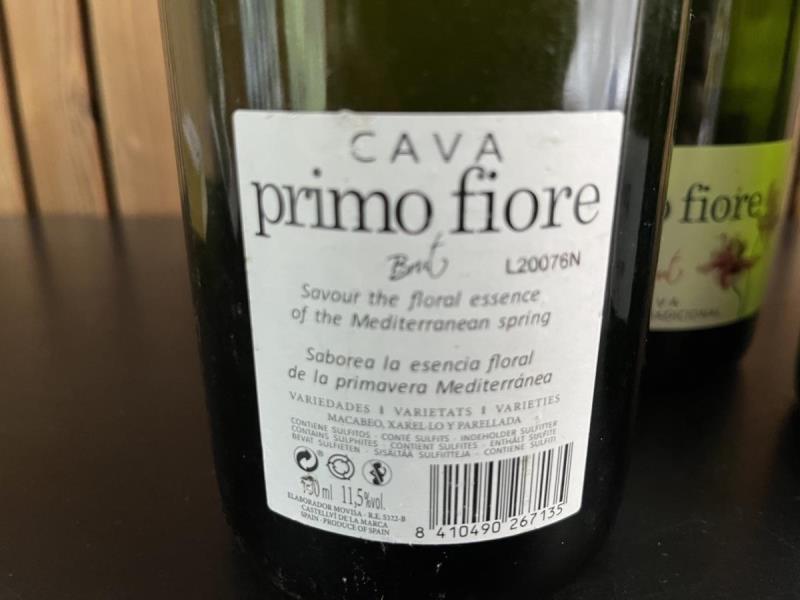 CAVA
primo fiore
Brut
L20076N
Savour the floral essence
of the Mediterranean spring
Saborea la esencia floral
de la primavera Mediterránea
VARIEDADES VARIETATS VARIETIES
MACABEO, XAREL·LO Y PARELLADA
CONTIENE SULFITOS - CONTÉ SULFITS - INDEHOLDER SULFITTER
CONTAINS SULPHITES - CONTIENT SULFITES - ENTHÄLT SULFITE
BEVAT SULFIETEN - SISÄLTÄÄ SULFIITTEJA - CONTIENE SULFITI
ml 11,5%vol.
ELABORADOR MOVISA - R.E. 5322-B
CASTELLVÍ DE LA MARCA
SPAIN - PRODUCE OF SPAIN
8 410490 267135
fiore